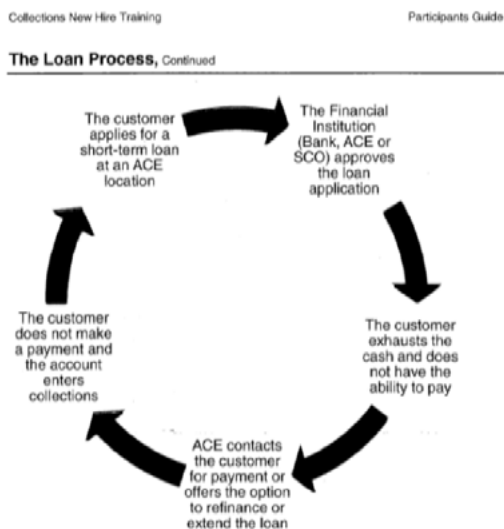 Collections New Hire Training
Participants Guide
The Loan Process, Continued
The customer
applies for a
short-term loan
at an ACE
location
The Financial
Institution
(Bank, ACE or
SCO) approves
the loan
application
The customer
exhausts the
cash and does
not have the
ability to pay
ACE contacts
the customer
for payment or
offers the option
to refinance or
extend the loan
The customer
does not make
a payment and
the account
enters
collections